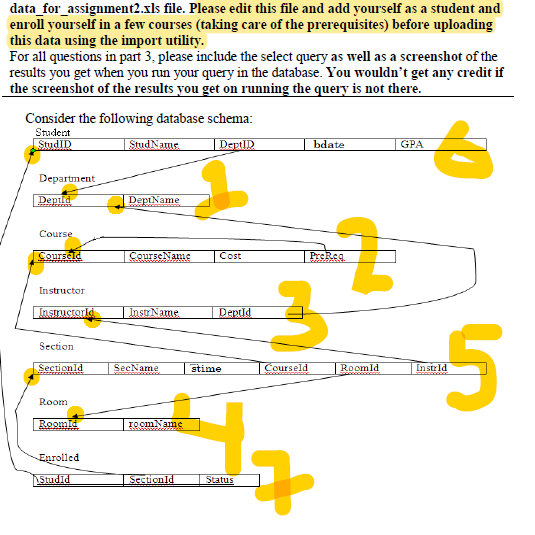 data_for_assignment2.xls file. Please edit this file and add yourself as a student and
enroll yourself in a few courses (taking care of the prerequisites) before uploading
this data using the import utility.
For all questions in part 3, please include the select query as well as a screenshot of the
results you get when you run your query in the database. You wouldn't get any credit if
the screenshot of the results you get on running the query is not there.
Consider the following database schema:
Student
StudID StudName DeptID bdate GPA 6
Department
DeptId DeptName 1
Course
CourseId CourseName Cost PreReq 2
Instructor
InstructorId InstrName DeptId 3
Section
SectionId SecName stime CourseId RoomId InstrId 5
Room
RoomId roomName 4
Enrolled
StudId SectionId Status 7